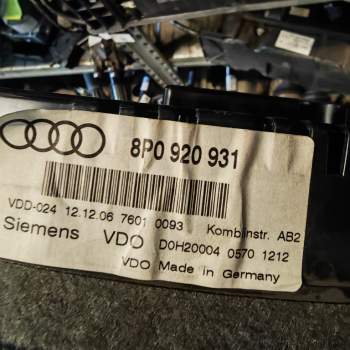 8P0 920 931
VDD-024 12.12.06 7601 0093 Kombiinstr. AB2
Siemens VDO D0H20004 0570 1212
VDO Made in Germany